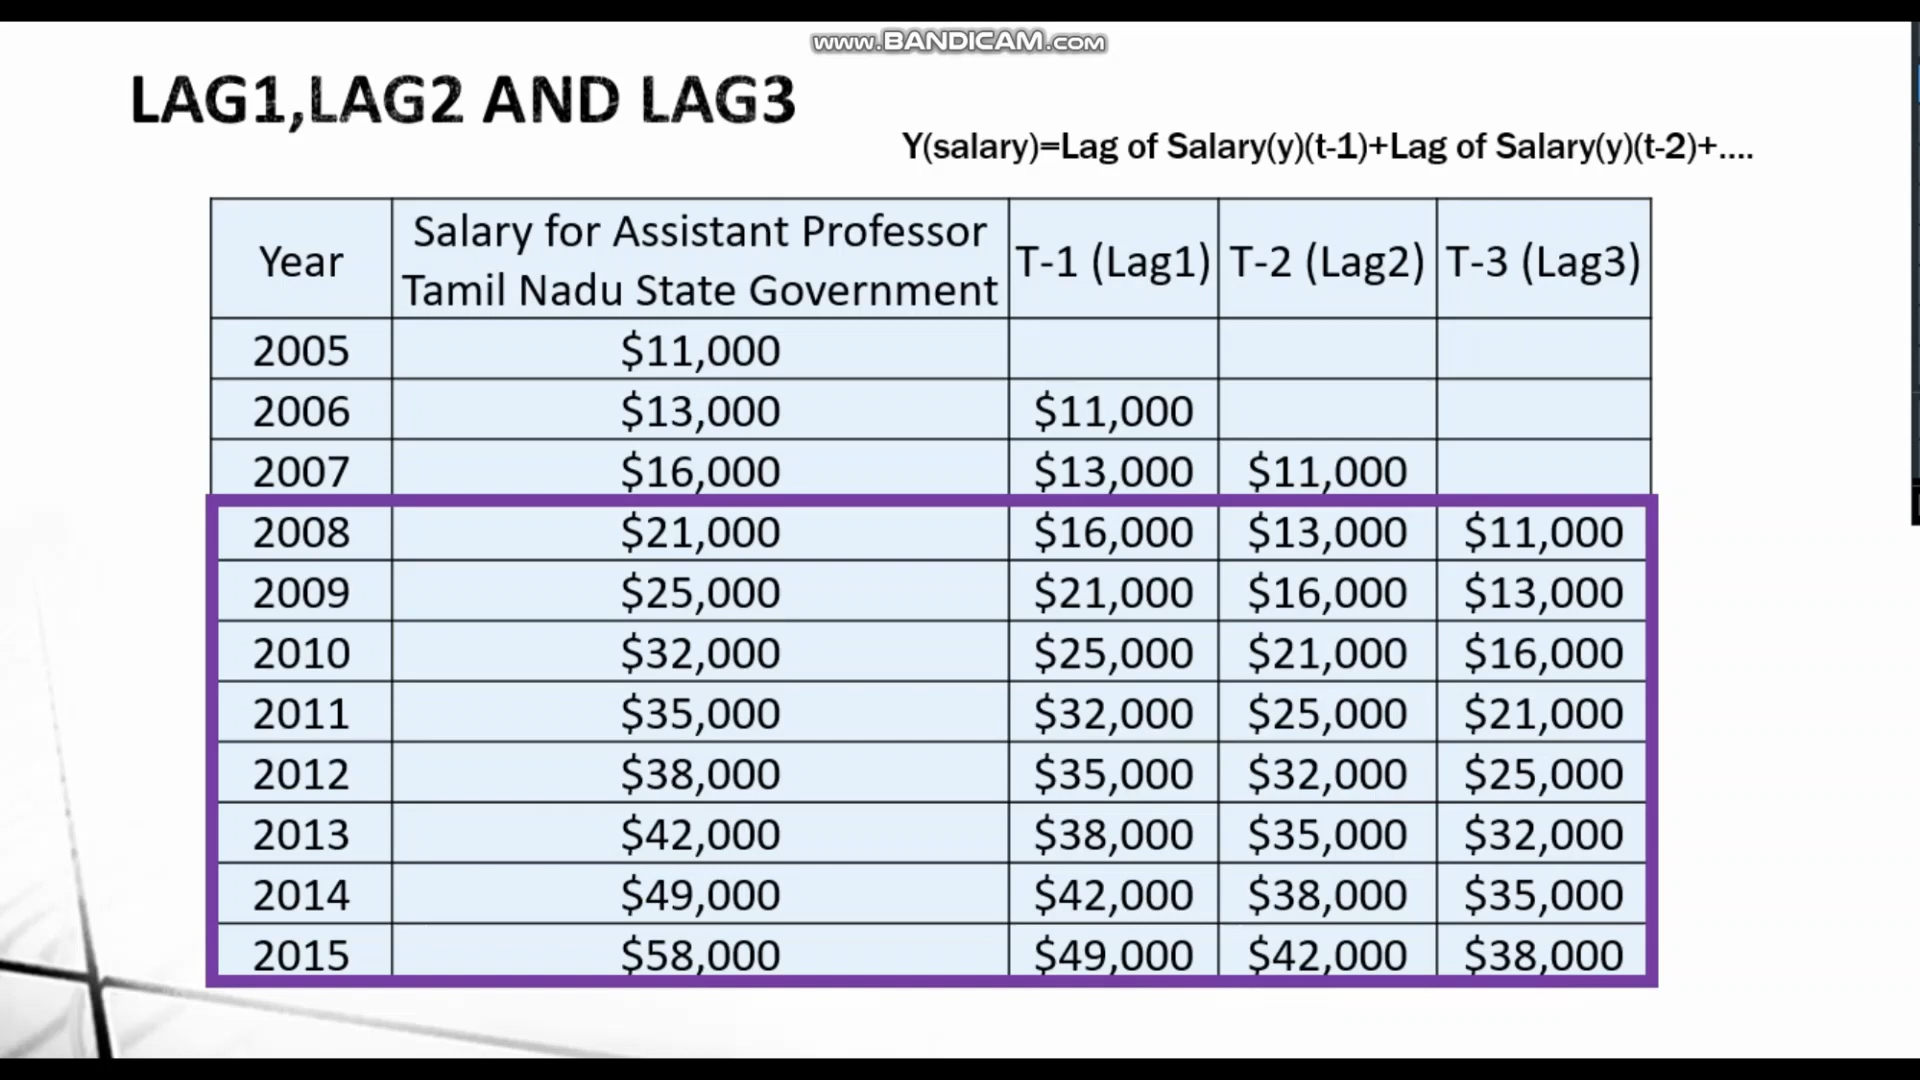 www.BANDICAM.com
LAG1,LAG2 AND LAG3
Y(salary)=Lag of Salary(y)(t-1)+Lag of Salary(y)(t-2)+....
Year Salary for Assistant Professor Tamil Nadu State Government T-1 (Lag1) T-2 (Lag2) T-3 (Lag3)
2005 $11,000
2006 $13,000 $11,000
2007 $16,000 $13,000 $11,000
2008 $21,000 $16,000 $13,000 $11,000
2009 $25,000 $21,000 $16,000 $13,000
2010 $32,000 $25,000 $21,000 $16,000
2011 $35,000 $32,000 $25,000 $21,000
2012 $38,000 $35,000 $32,000 $25,000
2013 $42,000 $38,000 $35,000 $32,000
2014 $49,000 $42,000 $38,000 $35,000
2015 $58,000 $49,000 $42,000 $38,000